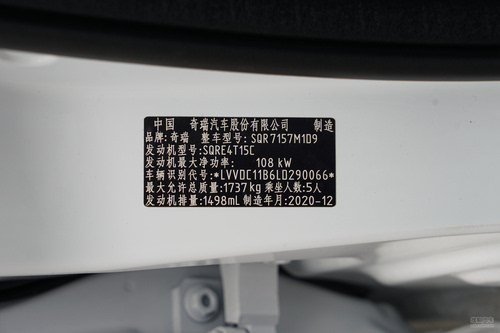 中国 奇瑞汽车股份有限公司 制造
品牌: 奇瑞 整车型号: SQR7157M1D9
发动机型号: SQRE4T15C
发动机最大净功率: 108 kW
车辆识别代号: *LVVDC11B6LD290066*
最大允许总质量: 1737 kg 乘坐人数: 5人
发动机排量: 1498mL 制造年月: 2020-12